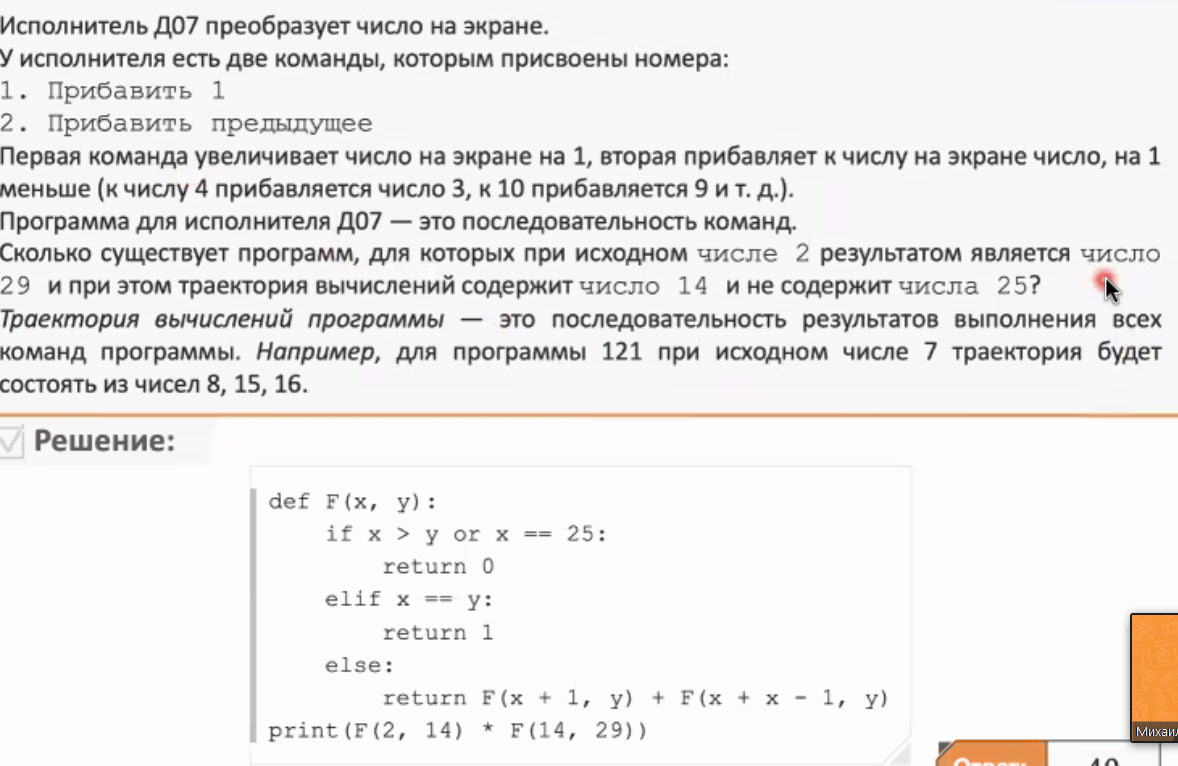 Исполнитель Д07 преобразует число на экране.
У исполнителя есть две команды, которым присвоены номера:
1. Прибавить 1
2. Прибавить предыдущее
Первая команда увеличивает число на экране на 1, вторая прибавляет к числу на экране число, на 1
меньше (к числу 4 прибавляется число 3, к 10 прибавляется 9 и т. д.).
Программа для исполнителя Д07 — это последовательность команд.
Сколько существует программ, для которых при исходном числе 2 результатом является число
29 и при этом траектория вычислений содержит число 14 и не содержит числа 25?
Траектория вычислений программы — это последовательность результатов выполнения всех
команд программы. Например, для программы 121 при исходном числе 7 траектория будет
состоять из чисел 8, 15, 16.
Решение:
def F(x, y):
    if x > y or x == 25:
        return 0
    elif x == y:
        return 1
    else:
        return F(x + 1, y) + F(x + x - 1, y)
print(F(2, 14) * F(14, 29))